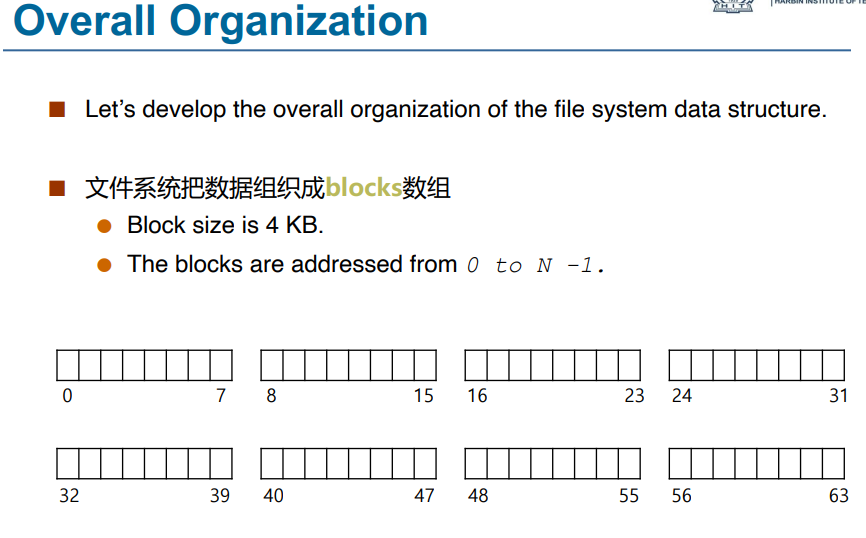 Overall Organization
HARBIN INSTITUTE OF TE
HIT
Let's develop the overall organization of the file system data structure.
文件系统把数据组织成blocks数组
Block size is 4 KB.
The blocks are addressed from 0 to N -1.
0 7 8 15 16 23 24 31
32 39 40 47 48 55 56 63